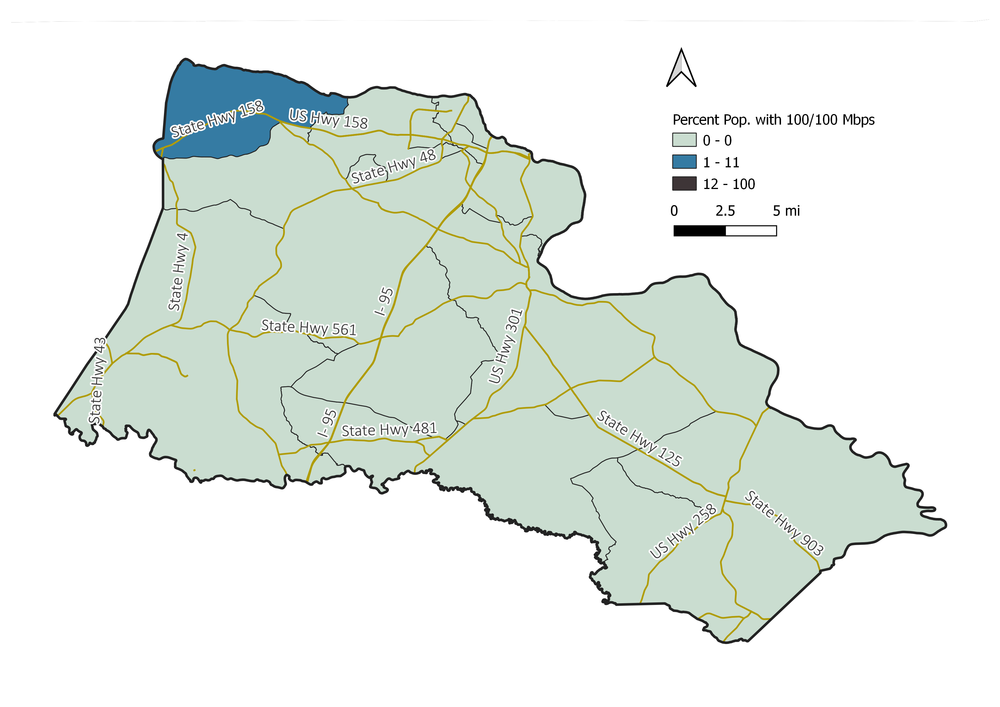 Percent Pop. with 100/100 Mbps
0 - 0
1 - 11
12 - 100
0 2.5 5 mi
State Hwy 158
US Hwy 158
State Hwy 48
State Hwy 4
I- 95
State Hwy 561
US Hwy 301
State Hwy 43
I- 95
State Hwy 481
State Hwy 125
US Hwy 258
State Hwy 903